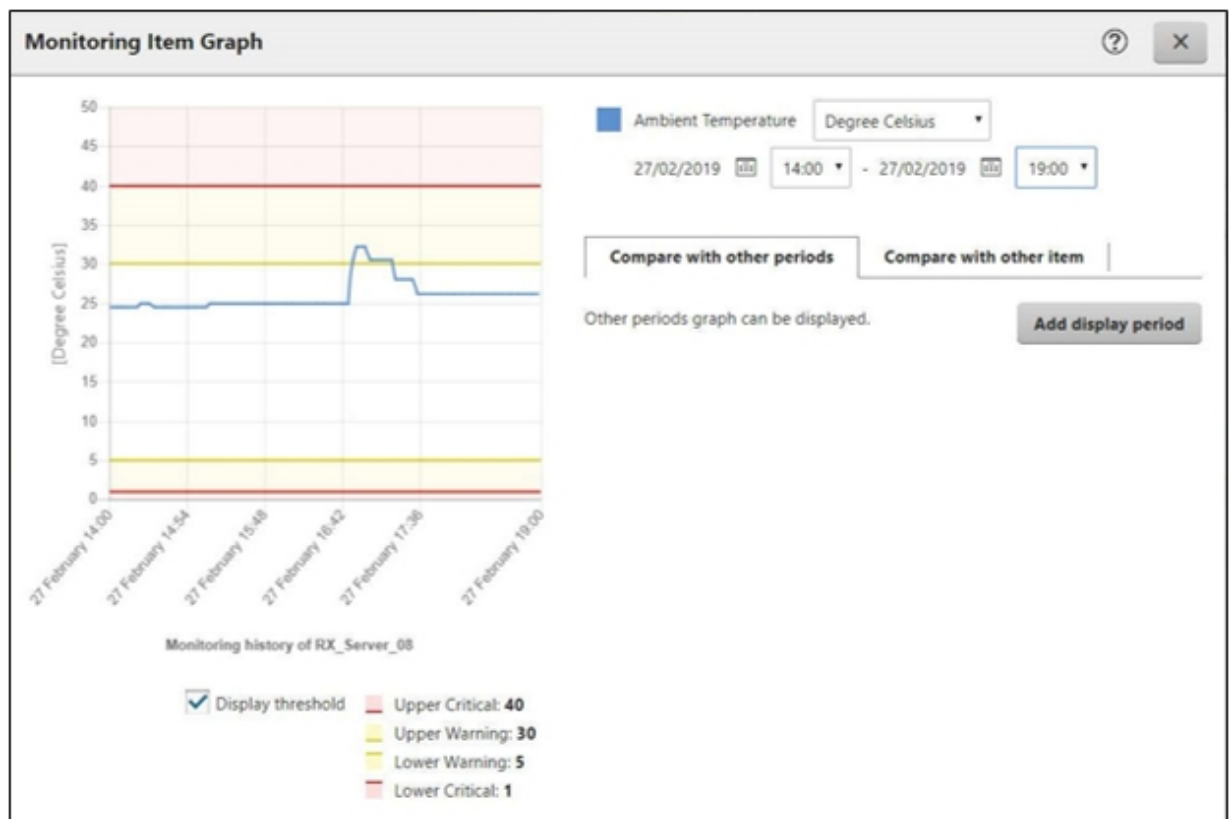 Monitoring Item Graph
50
45
40
35
30
25
20
15
10
5
0
[Degree Celsius]
27 February 14:00
27 February 14:54
27 February 15:48
27 February 16:42
27 February 17:36
27 February 19:00
Monitoring history of RX_Server_08
Display threshold
Upper Critical: 40
Upper Warning: 30
Lower Warning: 5
Lower Critical: 1
Ambient Temperature Degree Celsius
27/02/2019 14:00 - 27/02/2019 19:00
Compare with other periods Compare with other item
Other periods graph can be displayed. Add display period